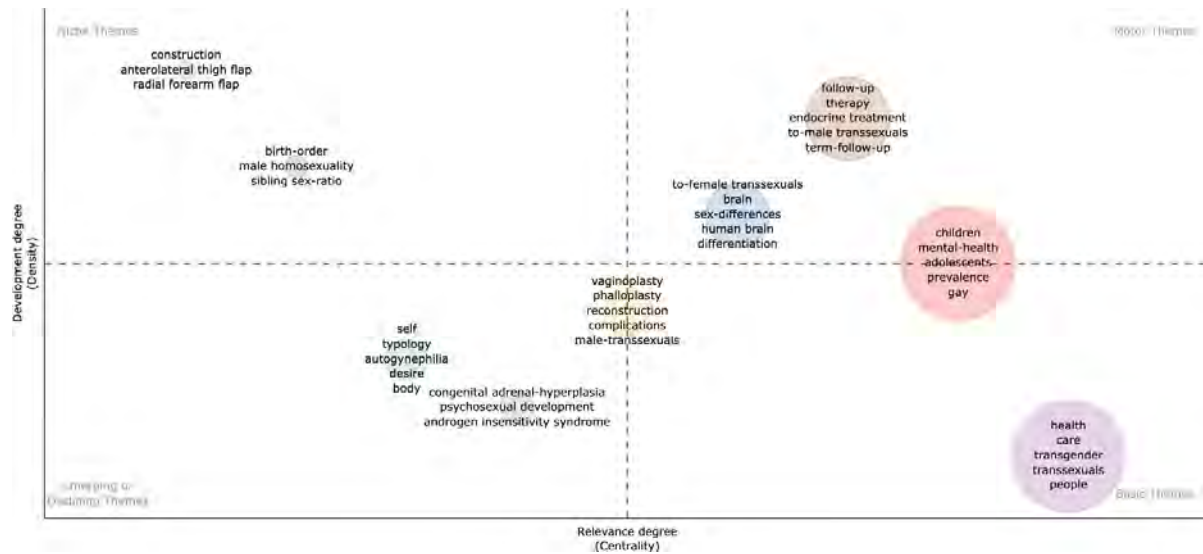 Niche Themes
Motor Themes
construction
anterolateral thigh flap
radial forearm flap
follow-up
therapy
endocrine treatment
to-male transsexuals
term-follow-up
birth-order
male homosexuality
sibling sex-ratio
to-female transsexuals
brain
sex-differences
human brain
differentiation
children
mental-health
adolescents
prevalence
gay
Development degree
(Density)
vaginoplasty
phalloplasty
reconstruction
complications
male-transsexuals
self
typology
autogynephilia
desire
body
congenital adrenal-hyperplasia
psychosexual development
androgen insensitivity syndrome
health
care
transgender
transsexuals
people
Emerging or
Declining Themes
Basic Themes
Relevance degree
(Centrality)